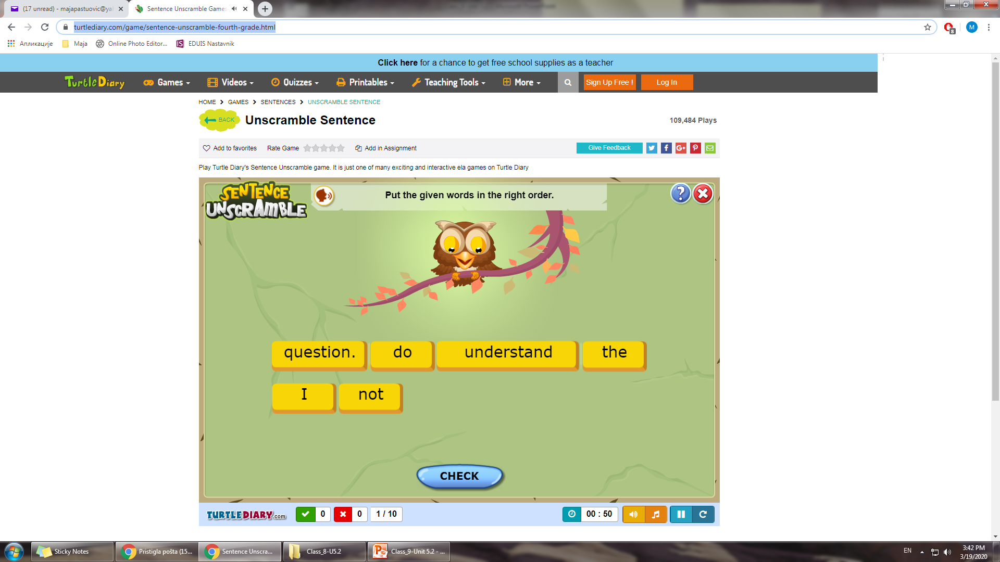 (17 unread) - majapastuovic@ya
Sentence Unscramble Games
turtlediary.com/game/sentence-unscramble-fourth-grade.html
8
M
Апликације Maja Online Photo Editor... EDUIS Nastavnik
Click here for a chance to get free school supplies as a teacher
TurtleDiary Games Videos Quizzes Printables Teaching Tools More Sign Up Free ! Log In
HOME > GAMES > SENTENCES > UNSCRAMBLE SENTENCE
BACK Unscramble Sentence 109,484 Plays
Add to favorites Rate Game Add in Assignment Give Feedback
Play Turtle Diary's Sentence Unscramble game. It is just one of many exciting and interactive ela games on Turtle Diary
SENTENCE
UNSCRAMBLE
Put the given words in the right order.
?
question. do understand the
I not
CHECK
TURTLEDIARY.com 0 0 1 / 10 00 : 50
Sticky Notes Pristigla pošta (15... Sentence Unscra... Class_8-U5.2 Class_9-Unit 5.2 - ... EN 3:42 PM
3/19/2020